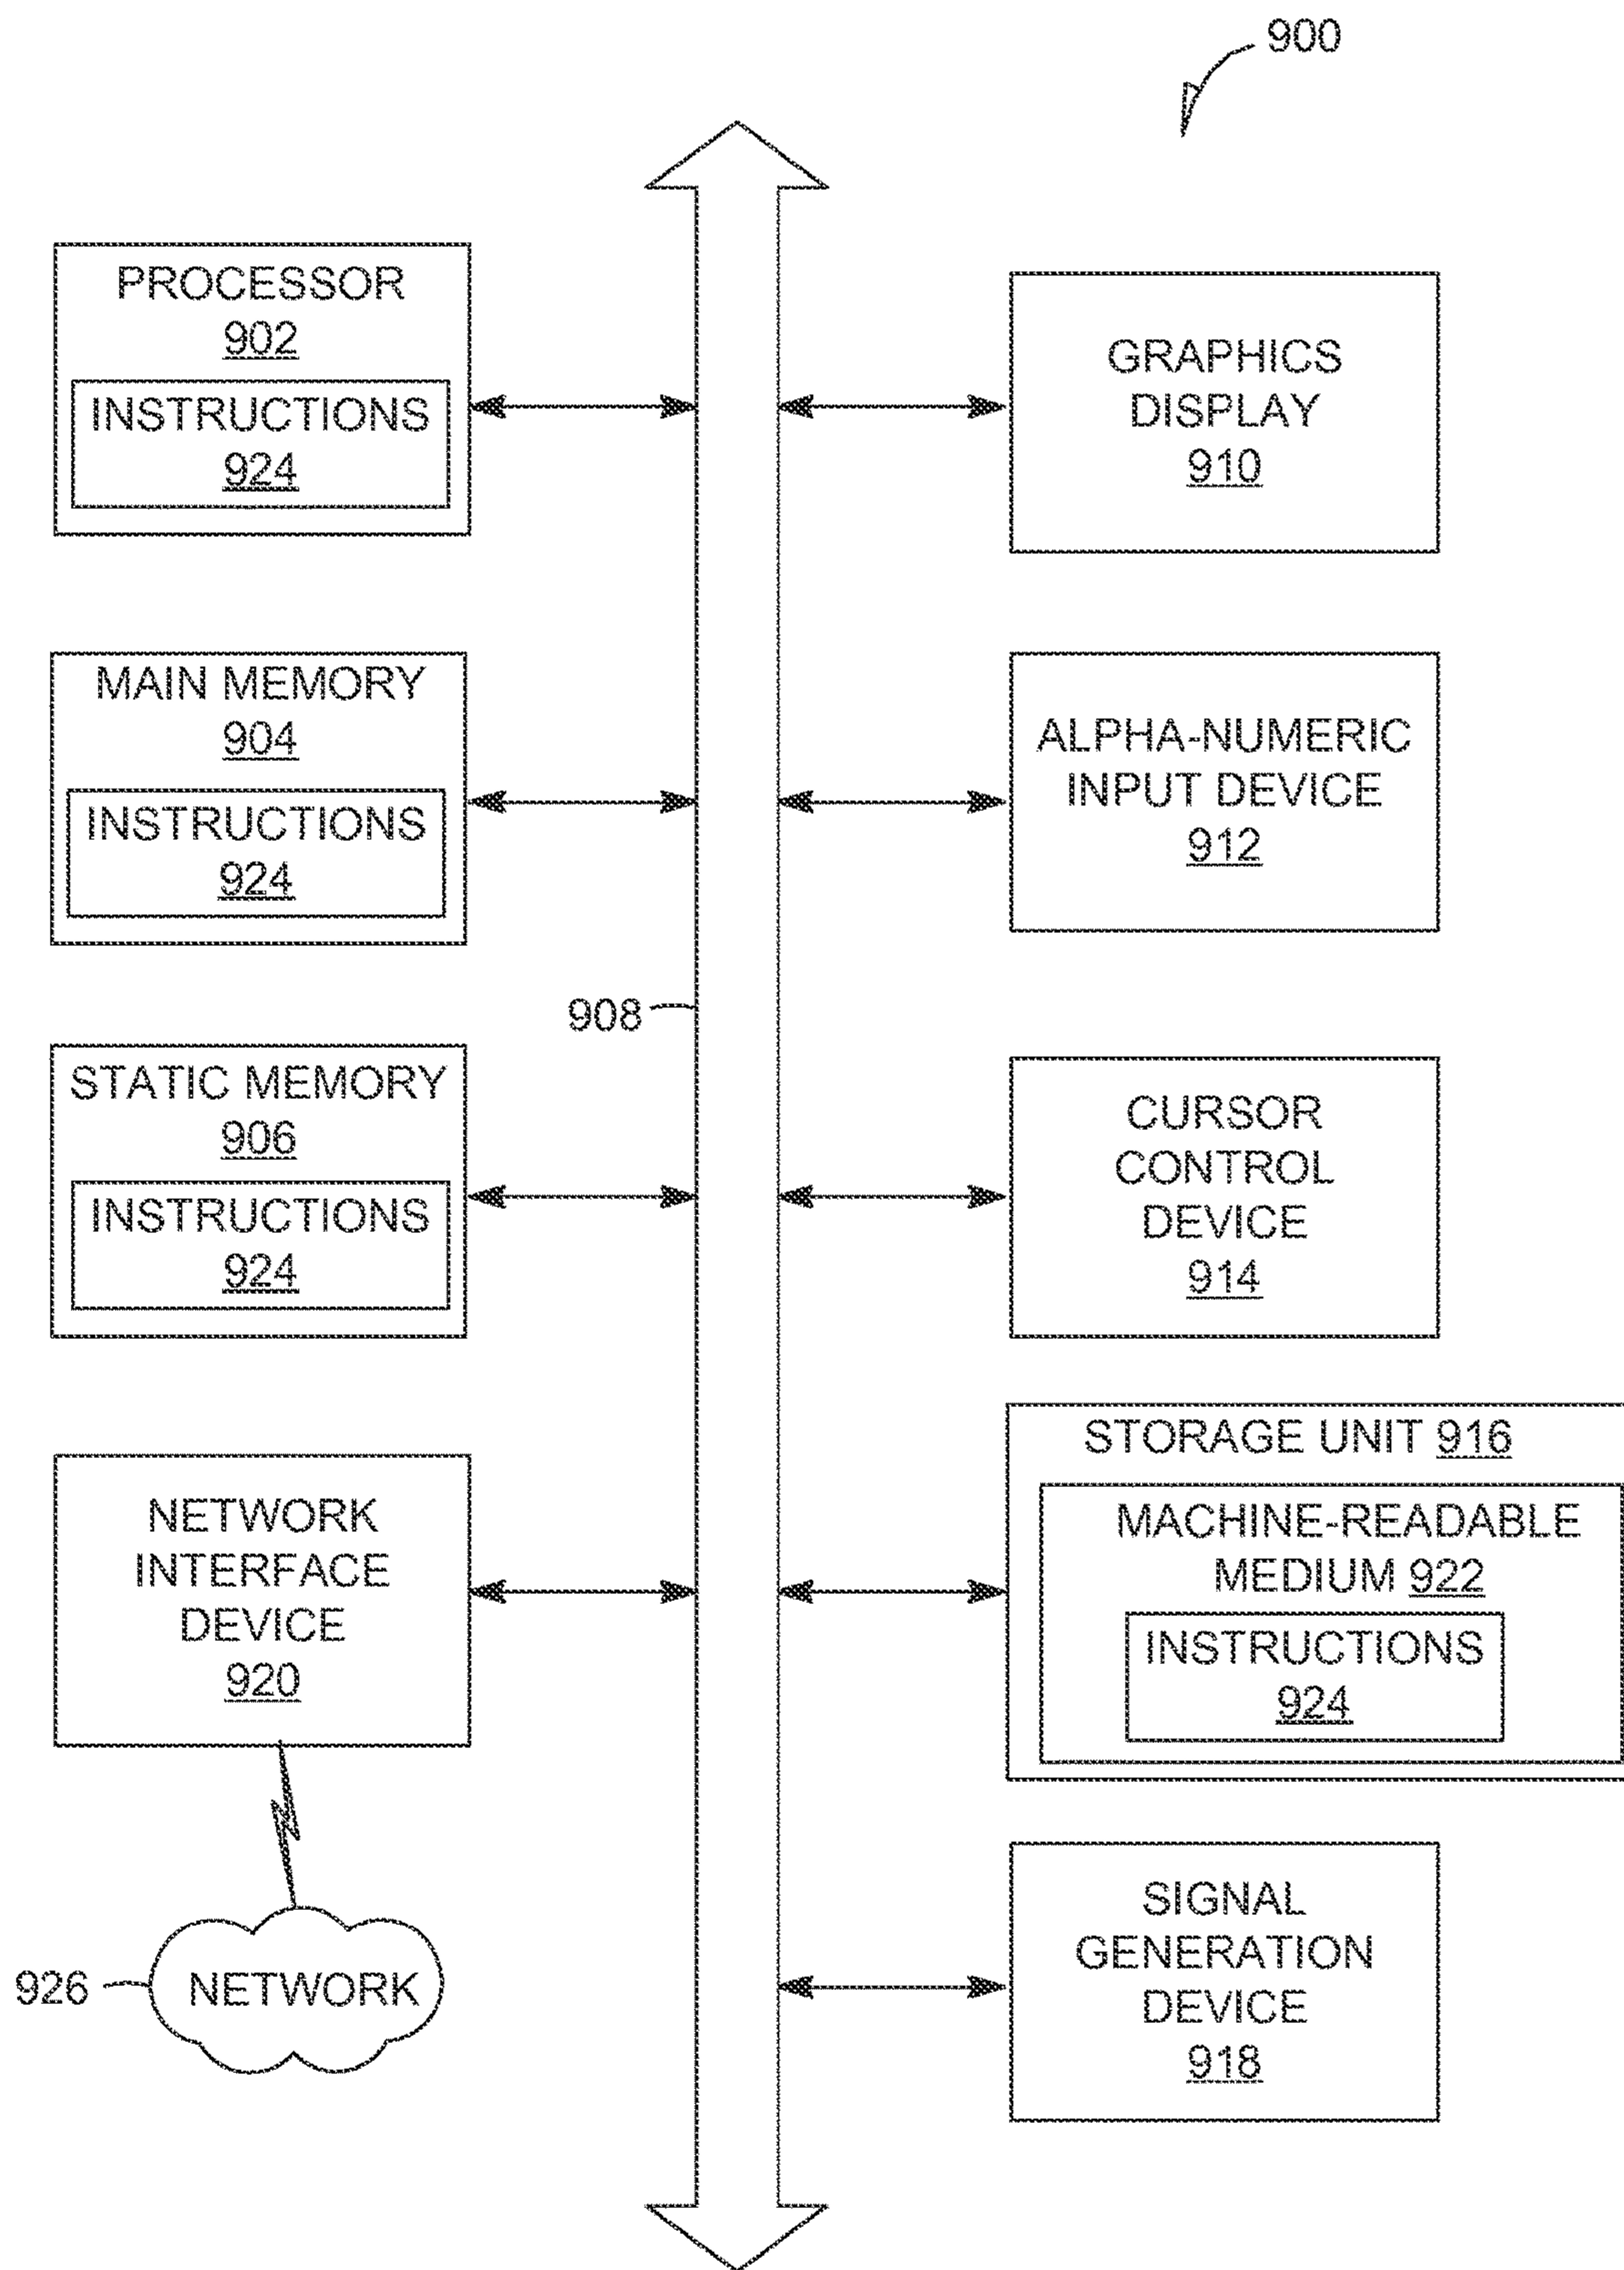 900
PROCESSOR
902
INSTRUCTIONS
924
GRAPHICS
DISPLAY
910
MAIN MEMORY
904
INSTRUCTIONS
924
ALPHA-NUMERIC
INPUT DEVICE
912
908
STATIC MEMORY
906
INSTRUCTIONS
924
CURSOR
CONTROL
DEVICE
914
NETWORK
INTERFACE
DEVICE
920
STORAGE UNIT 916
MACHINE-READABLE
MEDIUM 922
INSTRUCTIONS
924
926
NETWORK
SIGNAL
GENERATION
DEVICE
918